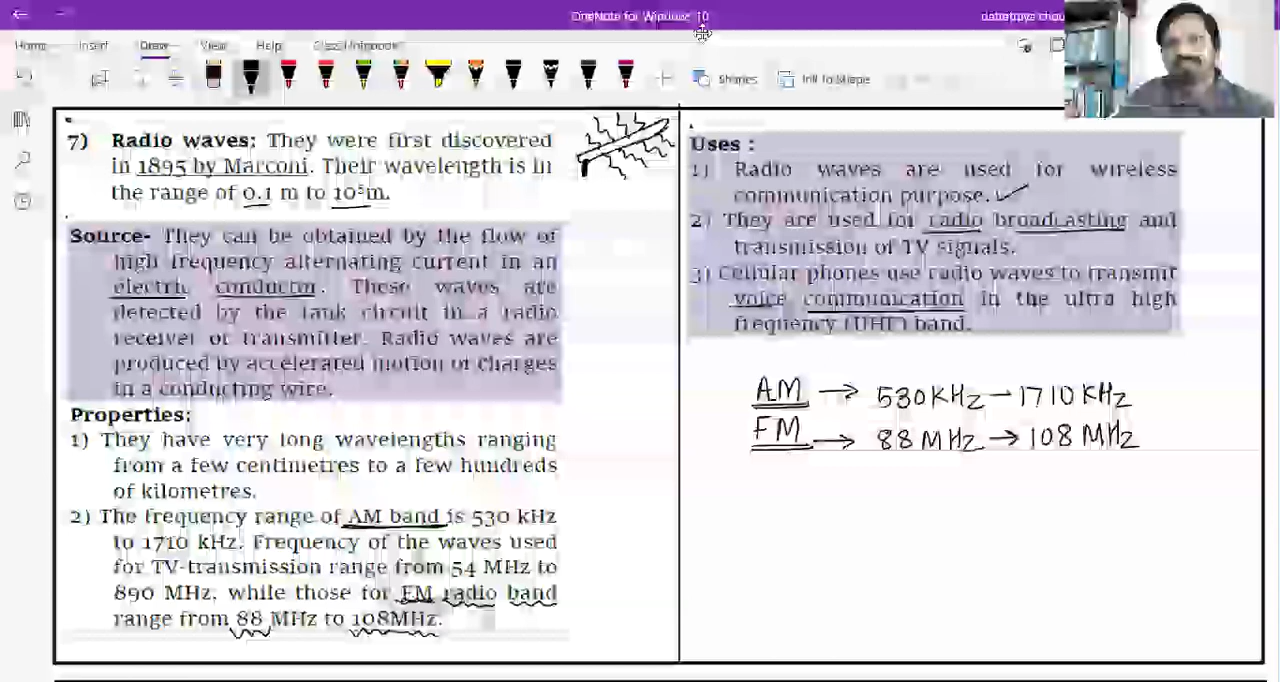 OneNote for Windows 10
Home Insert Draw View Help Class Notebook
Shapes Ink to Shape
7) Radio waves: They were first discovered
in 1895 by Marconi. Their wavelength is in
the range of 0.1 m to 10⁵m.
Source- They can be obtained by the flow of
high frequency alternating current in an
electric conductor. These waves are
detected by the tank circuit in a radio
receiver or transmitter. Radio waves are
produced by accelerated motion of charges
in a conducting wire.
Properties:
1) They have very long wavelengths ranging
from a few centimetres to a few hundreds
of kilometres.
2) The frequency range of AM band is 530 kHz
to 1710 kHz. Frequency of the waves used
for TV-transmission range from 54 MHz to
890 MHz, while those for FM radio band
range from 88 MHz to 108MHz.
Uses :
1) Radio waves are used for wireless
communication purpose.
2) They are used for radio broadcasting and
transmission of TV signals.
3) Cellular phones use radio waves to transmit
voice communication in the ultra high
frequency (UHF) band.
AM → 530 KHz – 1710 KHz
FM → 88 MHz → 108 MHz